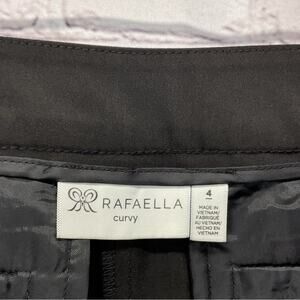 RAFAELLA
curvy
4
MADE IN
VIETNAM/
FABRIQUÉ
AU VIETNAM/
HECHO EN
VIETNAM